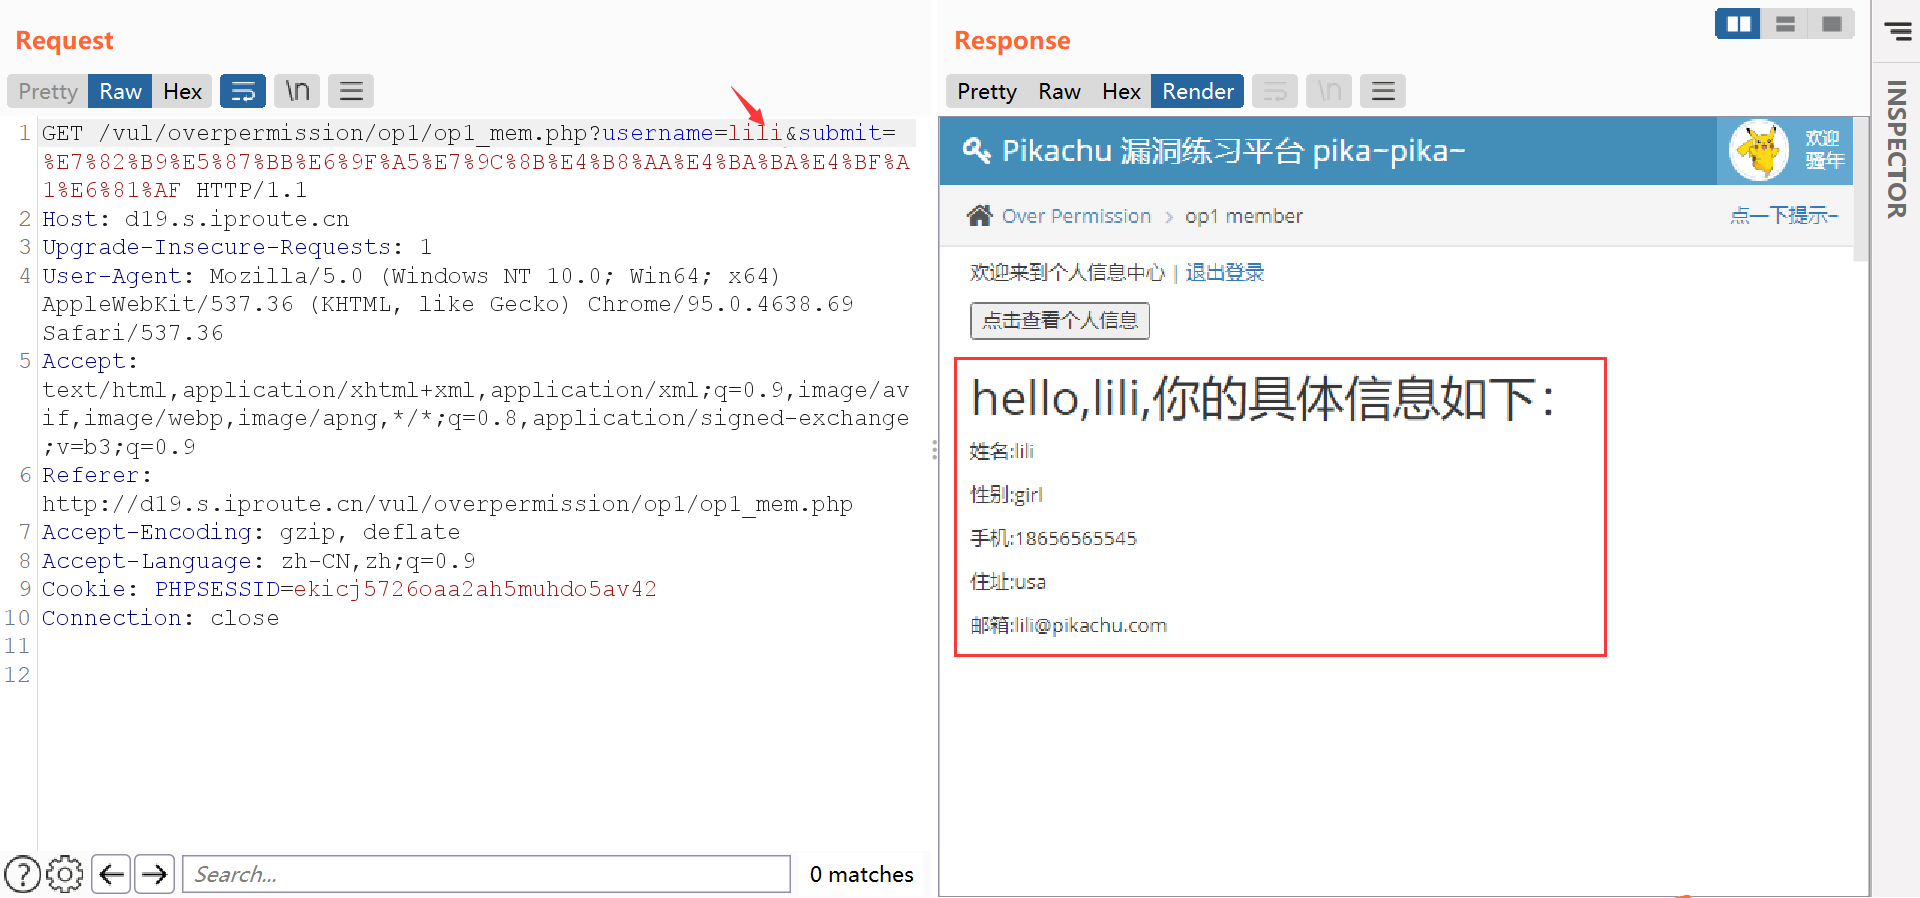 Request
Pretty Raw Hex \n
1 GET /vul/overpermission/op1/op1_mem.php?username=lili&submit=
%E7%82%B9%E5%87%BB%E6%9F%A5%E7%9C%8B%E4%B8%AA%E4%BA%BA%E4%BF%A
1%E6%81%AF HTTP/1.1
2 Host: d19.s.iproute.cn
3 Upgrade-Insecure-Requests: 1
4 User-Agent: Mozilla/5.0 (Windows NT 10.0; Win64; x64)
AppleWebKit/537.36 (KHTML, like Gecko) Chrome/95.0.4638.69
Safari/537.36
5 Accept:
text/html,application/xhtml+xml,application/xml;q=0.9,image/av
if,image/webp,image/apng,*/*;q=0.8,application/signed-exchange
;v=b3;q=0.9
6 Referer:
http://d19.s.iproute.cn/vul/overpermission/op1/op1_mem.php
7 Accept-Encoding: gzip, deflate
8 Accept-Language: zh-CN,zh;q=0.9
9 Cookie: PHPSESSID=ekicj5726oaa2ah5muhdo5av42
10 Connection: close
11
12
Search...
0 matches
Response
Pretty Raw Hex Render \n
Pikachu 漏洞练习平台 pika~pika~
欢迎
骚年
Over Permission > op1 member
点一下提示~
欢迎来到个人信息中心 | 退出登录
点击查看个人信息
hello,lili,你的具体信息如下：
姓名:lili
性别:girl
手机:18656565545
住址:usa
邮箱:lili@pikachu.com
INSPECTOR